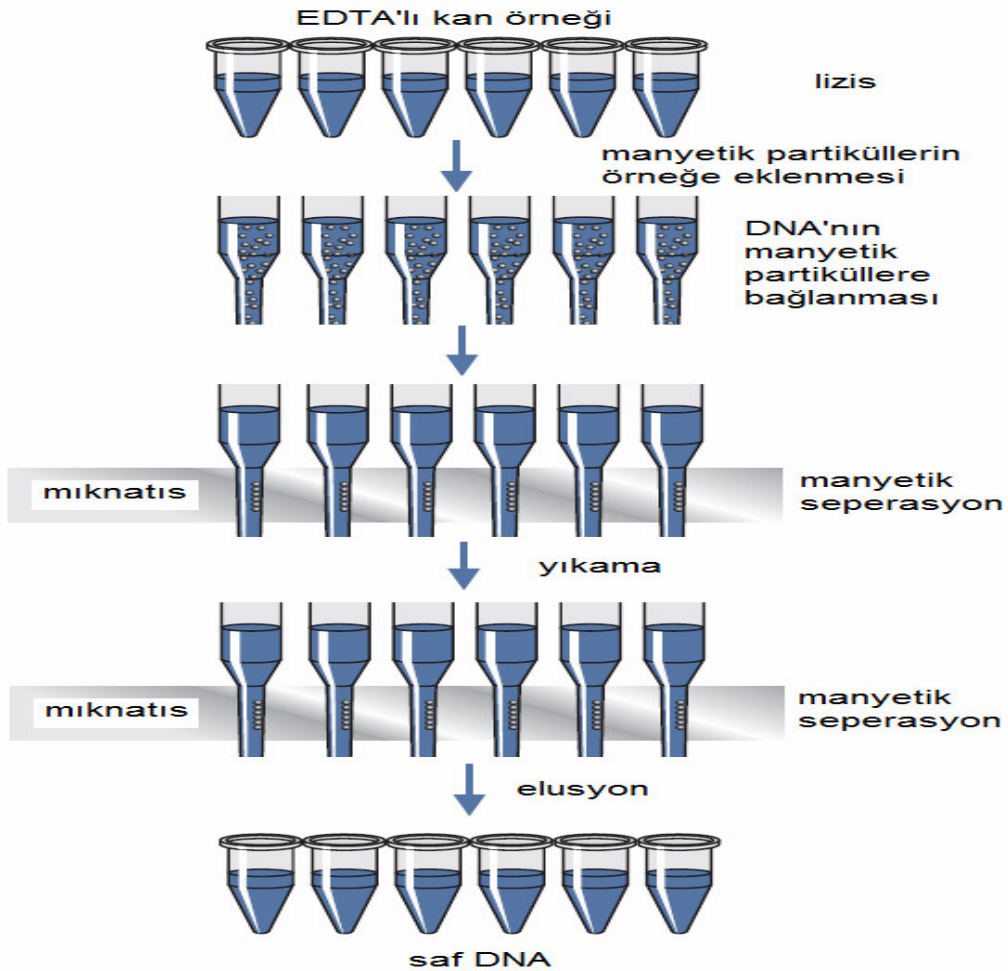 EDTA'lı kan örneği
lizis
manyetik partiküllerin
örneğe eklenmesi
DNA'nın
manyetik
partiküllere
bağlanması
mıknatıs
manyetik
seperasyon
yıkama
mıknatıs
manyetik
seperasyon
elusyon
saf DNA